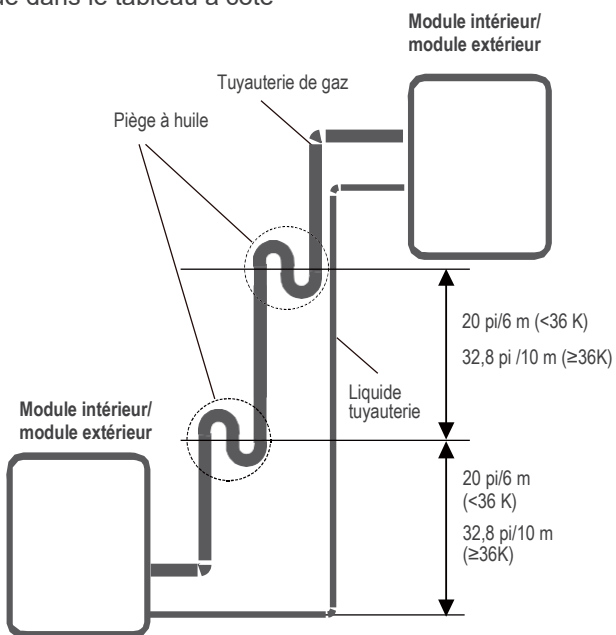 de dans le tableau à côté
Module intérieur/
module extérieur
Tuyauterie de gaz
Piège à huile
20 pi/6 m (<36 K)
32,8 pi /10 m (≥36K)
Liquide
tuyauterie
Module intérieur/
module extérieur
20 pi/6 m
(<36 K)
32,8 pi/10 m
(≥36K)